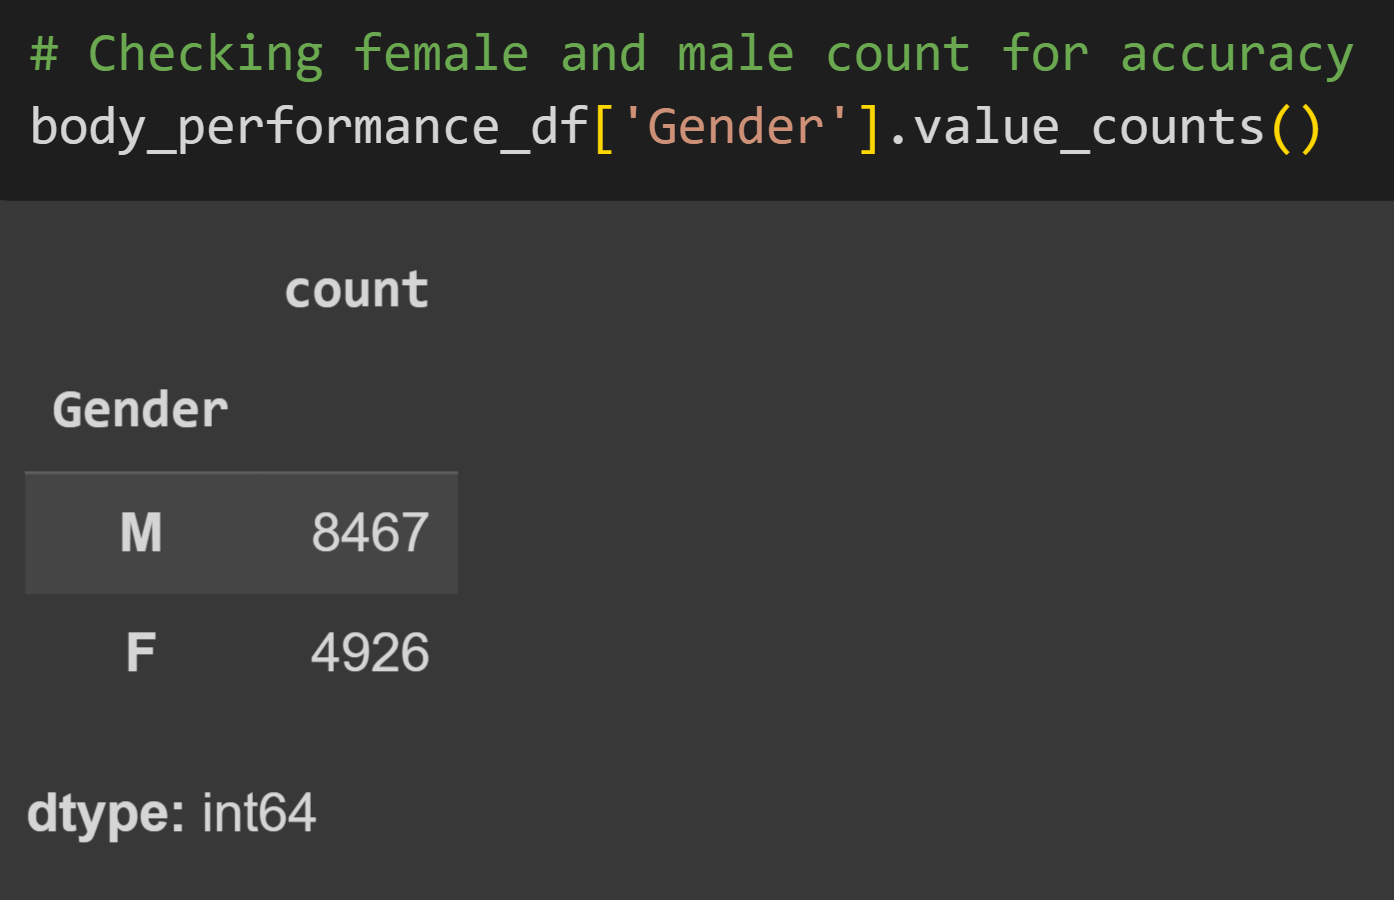 # Checking female and male count for accuracy
body_performance_df['Gender'].value_counts()
count
Gender
M 8467
F 4926
dtype: int64